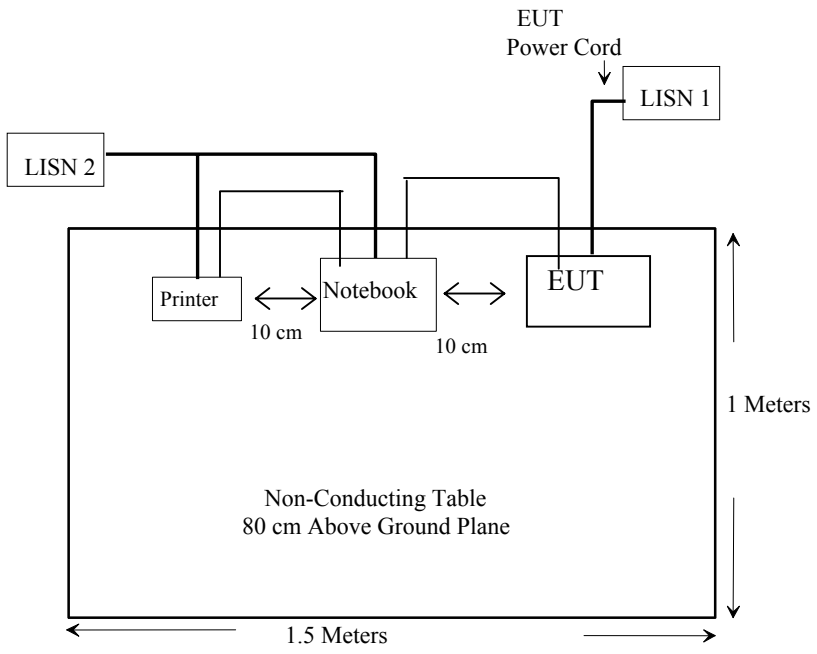 EUT
Power Cord
LISN 1
LISN 2
Printer
Notebook
EUT
10 cm
10 cm
1 Meters
Non-Conducting Table
80 cm Above Ground Plane
1.5 Meters